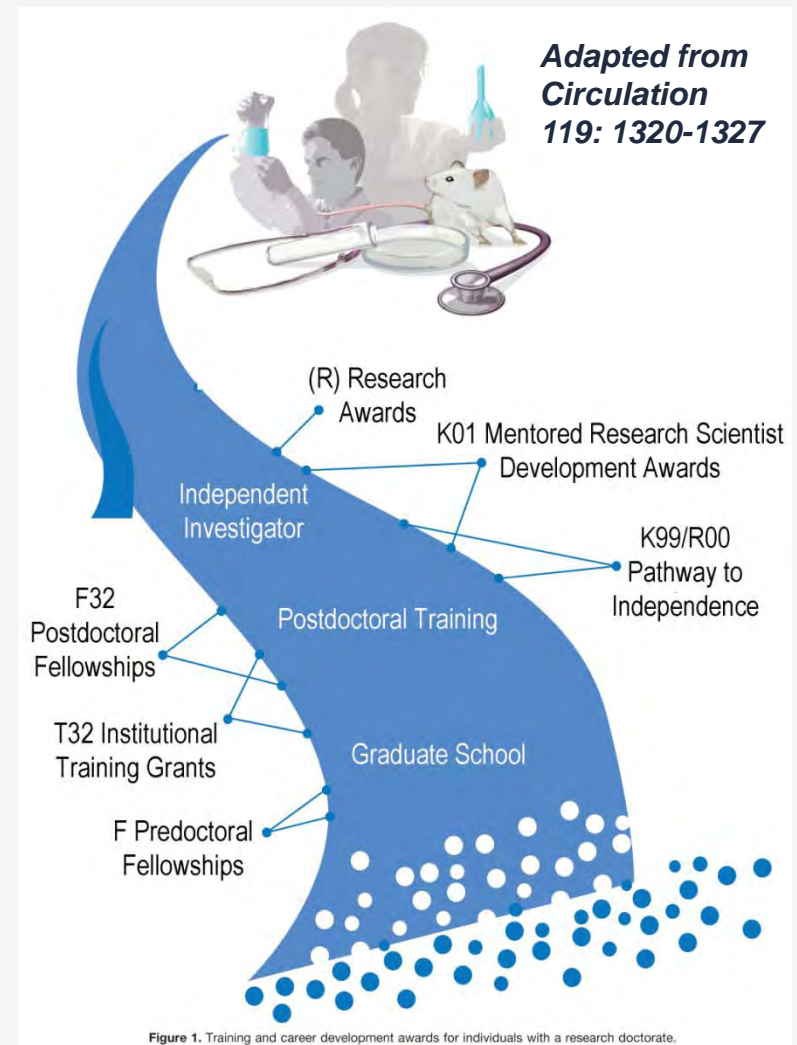 Adapted from
Circulation
119: 1320-1327
(R) Research
Awards
K01 Mentored Research Scientist
Development Awards
Independent
Investigator
K99/R00
Pathway to
Independence
F32
Postdoctoral
Fellowships
Postdoctoral Training
T32 Institutional
Training Grants
Graduate School
F Predoctoral
Fellowships
Figure 1. Training and career development awards for individuals with a research doctorate.